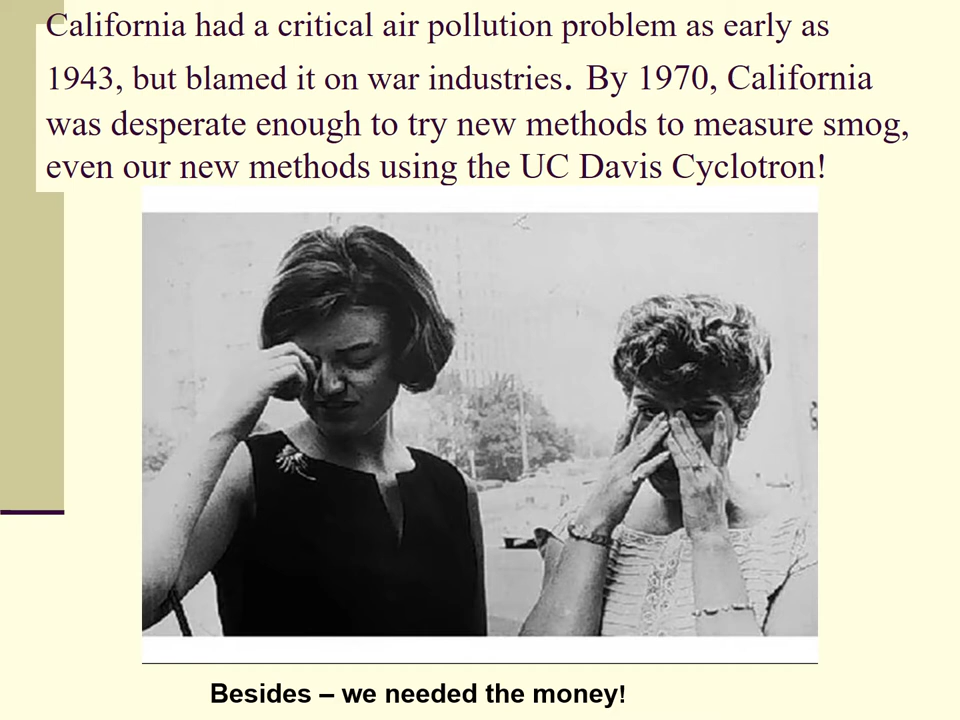 California had a critical air pollution problem as early as
1943, but blamed it on war industries. By 1970, California
was desperate enough to try new methods to measure smog,
even our new methods using the UC Davis Cyclotron!
Besides – we needed the money!